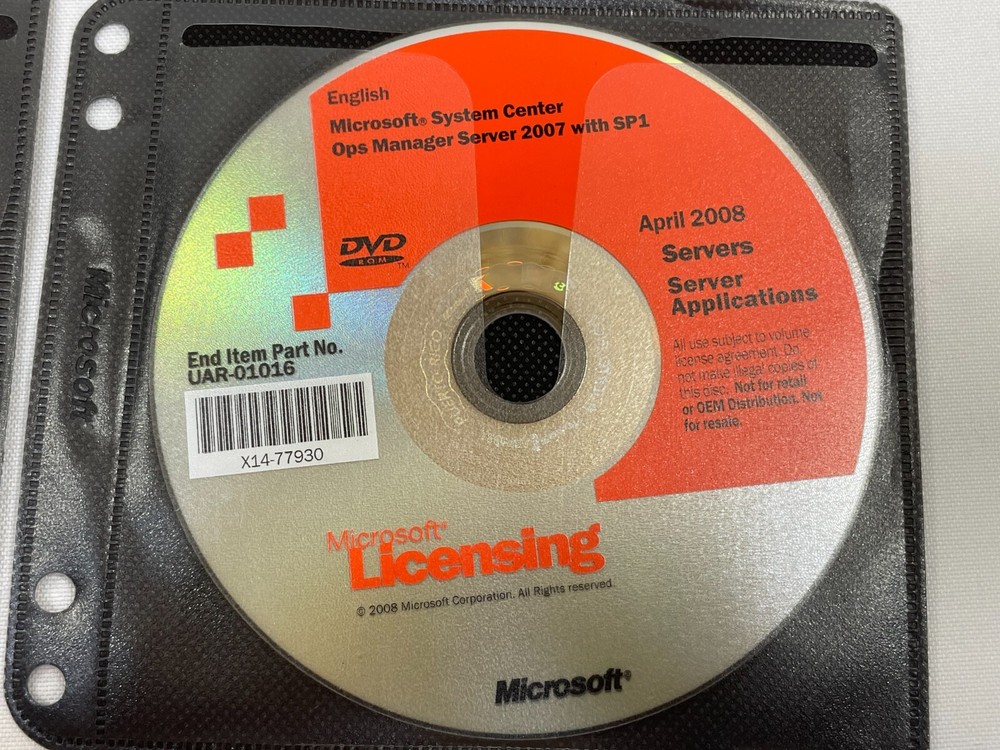 English
Microsoft® System Center
Ops Manager Server 2007 with SP1
DVD
ROM
TM
April 2008
Servers
Server
Applications
All use subject to volume
license agreement. Do
not make illegal copies of
this disc. Not for retail
or OEM Distribution. Not
for resale.
End Item Part No.
UAR-01016
X14-77930
Microsoft®
Licensing
© 2008 Microsoft Corporation. All Rights reserved.
Microsoft®
Microsoft